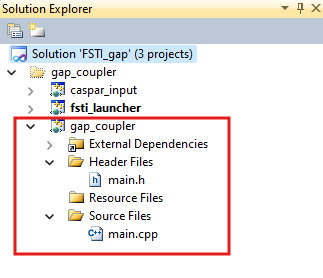 Solution Explorer
Solution 'FSTI_gap' (3 projects)
gap_coupler
caspar_input
fsti_launcher
gap_coupler
External Dependencies
Header Files
main.h
Resource Files
Source Files
main.cpp